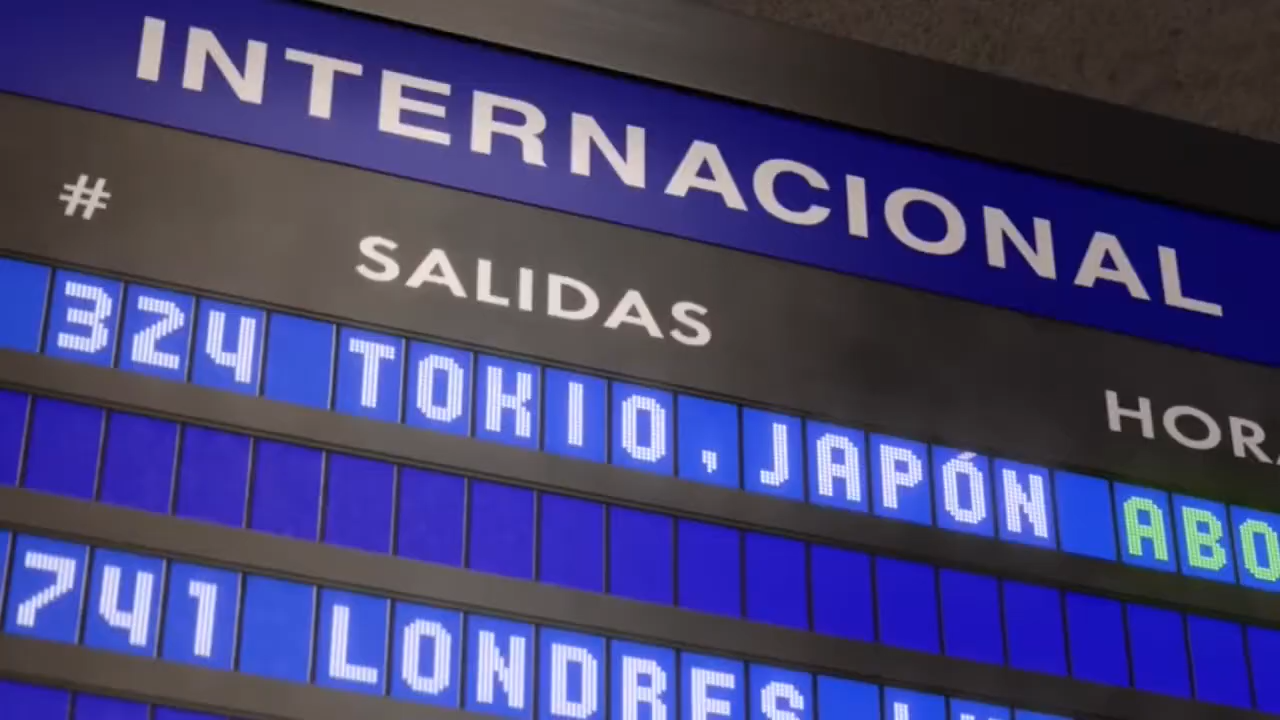 INTERNACIONAL
# SALIDAS
324 TOKIO, JAPÓN
741 LONDRES